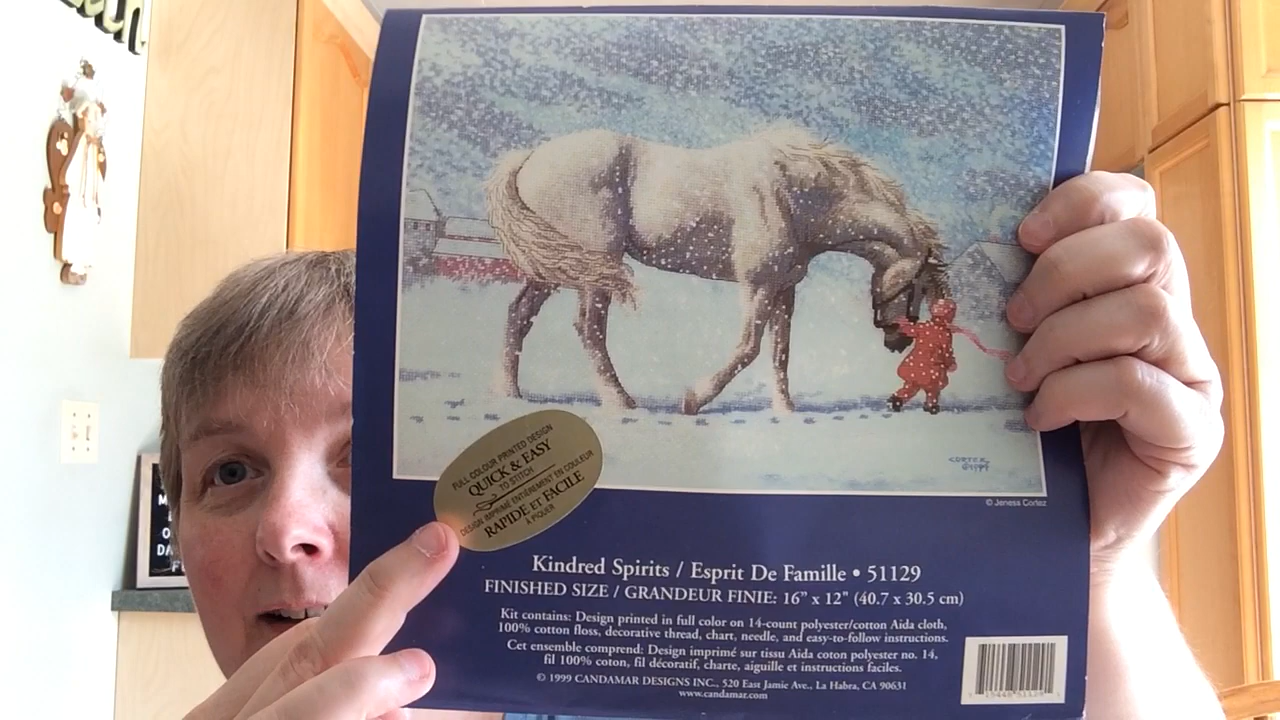 CORTEZ
©1997
© Jenesa Cortez
FULL COLOUR PRINTED DESIGN
QUICK & EASY
TO STITCH
DESIGN IMPRIMÉ ENTIÈREMENT EN COULEUR
RAPIDE ET FACILE
À PIQUER
Kindred Spirits / Esprit De Famille • 51129
FINISHED SIZE / GRANDEUR FINIE: 16” x 12" (40.7 x 30.5 cm)
Kit contains: Design printed in full color on 14-count polyester/cotton Aida cloth,
100% cotton floss, decorative thread, chart, needle, and easy-to-follow instructions.
Cet ensemble comprend: Design imprimé sur tissu Aida coton polyester no. 14,
fil 100% coton, fil décoratif, charte, aiguille et instructions faciles.
© 1999 CANDAMAR DESIGNS INC., 520 East Jamie Ave., La Habra, CA 90631
www.candamar.com